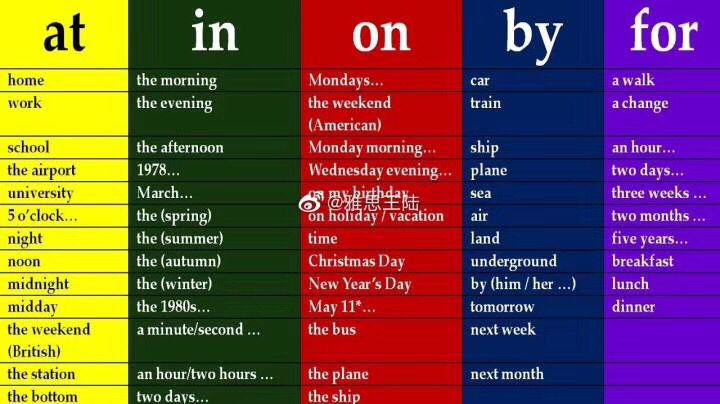 at in on by for
home the morning Mondays... car a walk
work the evening the weekend train a change
(American)
school the afternoon Monday morning... ship an hour...
the airport 1978... Wednesday evening... plane two days...
university March... on my birthday sea three weeks ...
@雅思王陆
5 o'clock... the (spring) on holiday / vacation air two months ...
night the (summer) time land five years...
noon the (autumn) Christmas Day underground breakfast
midnight the (winter) New Year's Day by (him / her ...) lunch
midday the 1980s... May 11*... tomorrow dinner
the weekend a minute/second ... the bus next week
(British)
the station an hour/two hours ... the plane next month
the bottom two days... the ship